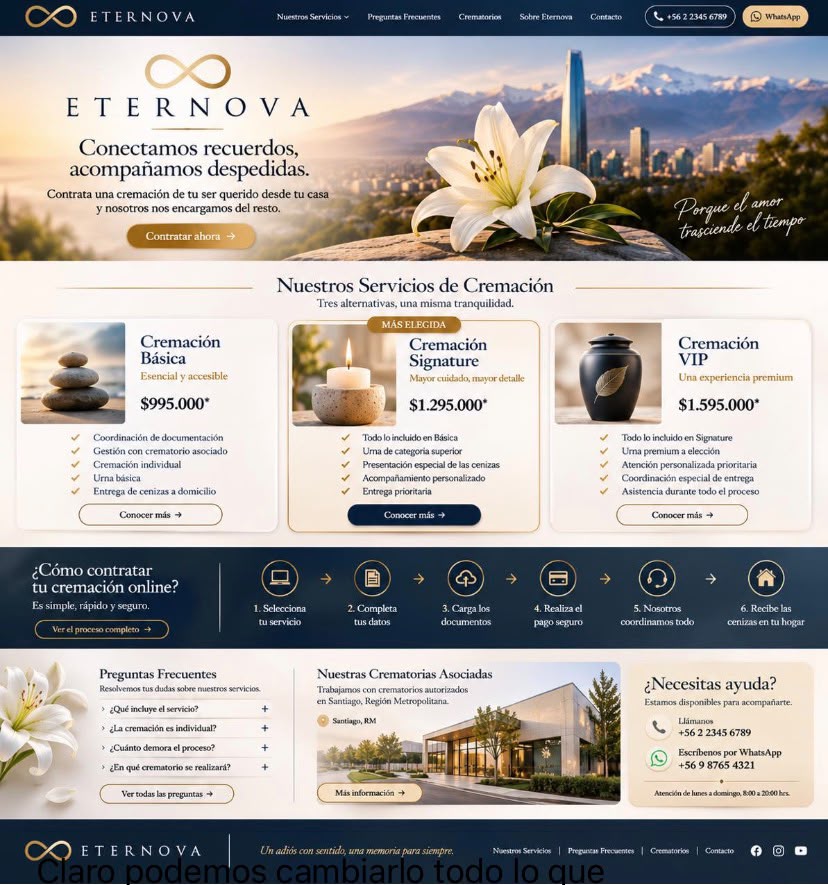 ETERNOVA
Nuestros Servicios
Preguntas Frecuentes
Crematorios
Sobre Eternova
Contacto
+56 2 2345 6789
WhatsApp
ETERNOVA
Conectamos recuerdos,
acompañamos despedidas.
Contrata una cremación de tu ser querido desde tu casa
y nosotros nos encargamos del resto.
Contratar ahora →
Porque el amor
trasciende el tiempo
Nuestros Servicios de Cremación
Tres alternativas, una misma tranquilidad.
Cremación
Básica
Esencial y accesible
$995.000*
Coordinación de documentación
Gestión con crematorio asociado
Cremación individual
Urna básica
Entrega de cenizas a domicilio
Conocer más →
MÁS ELEGIDA
Cremación
Signature
Mayor cuidado, mayor detalle
$1.295.000*
Todo lo incluido en Básica
Urna de categoría superior
Presentación especial de las cenizas
Acompañamiento personalizado
Entrega prioritaria
Conocer más →
Cremación
VIP
Una experiencia premium
$1.595.000*
Todo lo incluido en Signature
Urna premium a elección
Atención personalizada prioritaria
Coordinación especial de entrega
Asistencia durante todo el proceso
Conocer más →
¿Cómo contratar
tu cremación online?
Es simple, rápido y seguro.
Ver el proceso completo →
1. Selecciona
tu servicio
2. Completa
tus datos
3. Carga los
documentos
4. Realiza el
pago seguro
5. Nosotros
coordinamos todo
6. Recibe las
cenizas en tu hogar
Preguntas Frecuentes
Resolvemos tus dudas sobre nuestros servicios.
¿Qué incluye el servicio? +
¿La cremación es individual? +
¿Cuánto demora el proceso? +
¿En qué crematorio se realizará? +
Ver todas las preguntas →
Nuestras Crematorias Asociadas
Trabajamos con crematorios autorizados
en Santiago, Región Metropolitana.
Santiago, RM
Más información →
¿Necesitas ayuda?
Estamos disponibles para acompañarte.
Llámanos
+56 2 2345 6789
Escríbenos por WhatsApp
+56 9 8765 4321
Atención de lunes a domingo, 8:00 a 20:00 hrs.
ETERNOVA
Un adiós con sentido, una memoria para siempre.
Nuestros Servicios | Preguntas Frecuentes | Crematorios | Contacto
Claro podemos cambiarlo todo lo que